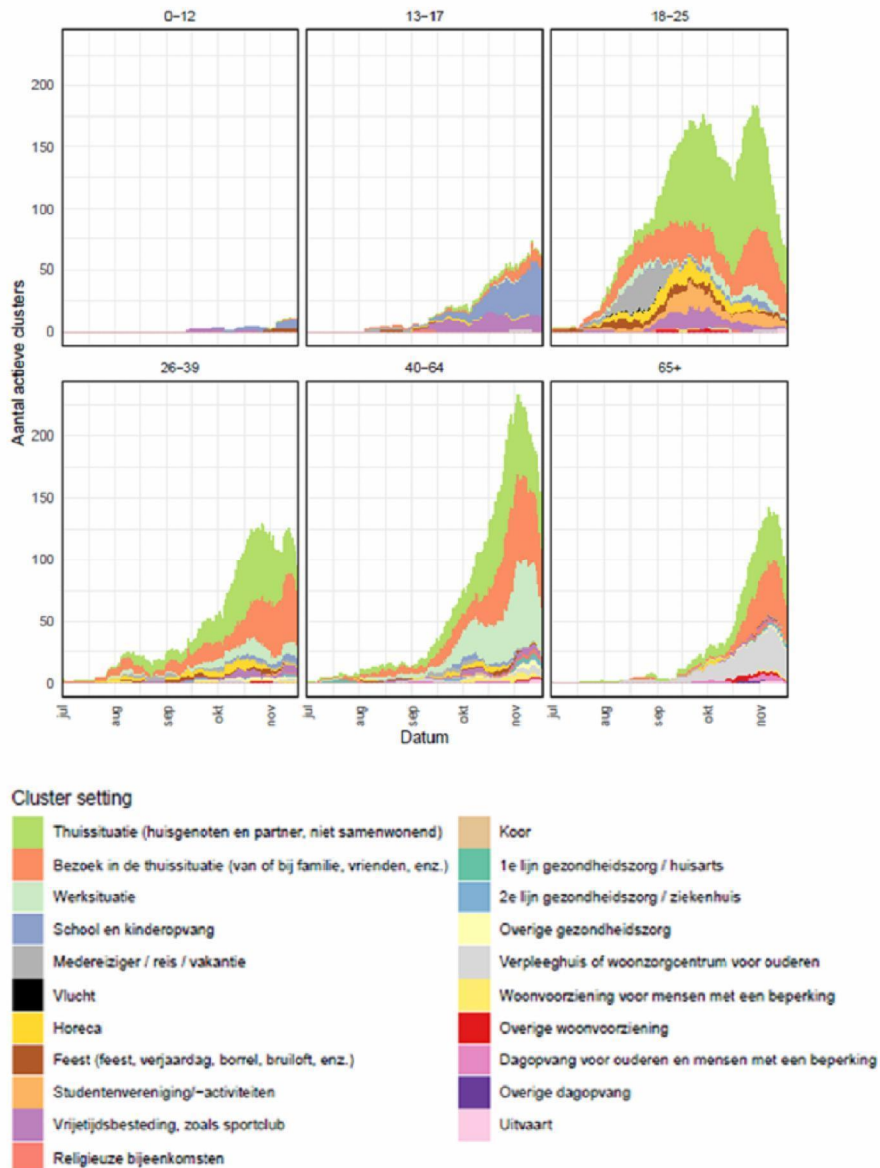 0-12 13-17 18-25
200
150
100
50
0
Aantal actieve clusters
26-39 40-64 65+
200
150
100
50
0
jul aug sep okt nov jul aug sep okt nov jul aug sep okt nov
Datum
Cluster setting
Thuissituatie (huisgenoten en partner, niet samenwonend)
Bezoek in de thuissituatie (van of bij familie, vrienden, enz.)
Werksituatie
School en kinderopvang
Medereiziger / reis / vakantie
Vlucht
Horeca
Feest (feest, verjaardag, borrel, bruiloft, enz.)
Studentenvereniging/-activiteiten
Vrijetijdsbesteding, zoals sportclub
Religieuze bijeenkomsten
Koor
1e lijn gezondheidszorg / huisarts
2e lijn gezondheidszorg / ziekenhuis
Overige gezondheidszorg
Verpleeghuis of woonzorgcentrum voor ouderen
Woonvoorziening voor mensen met een beperking
Overige woonvoorziening
Dagopvang voor ouderen en mensen met een beperking
Overige dagopvang
Uitvaart